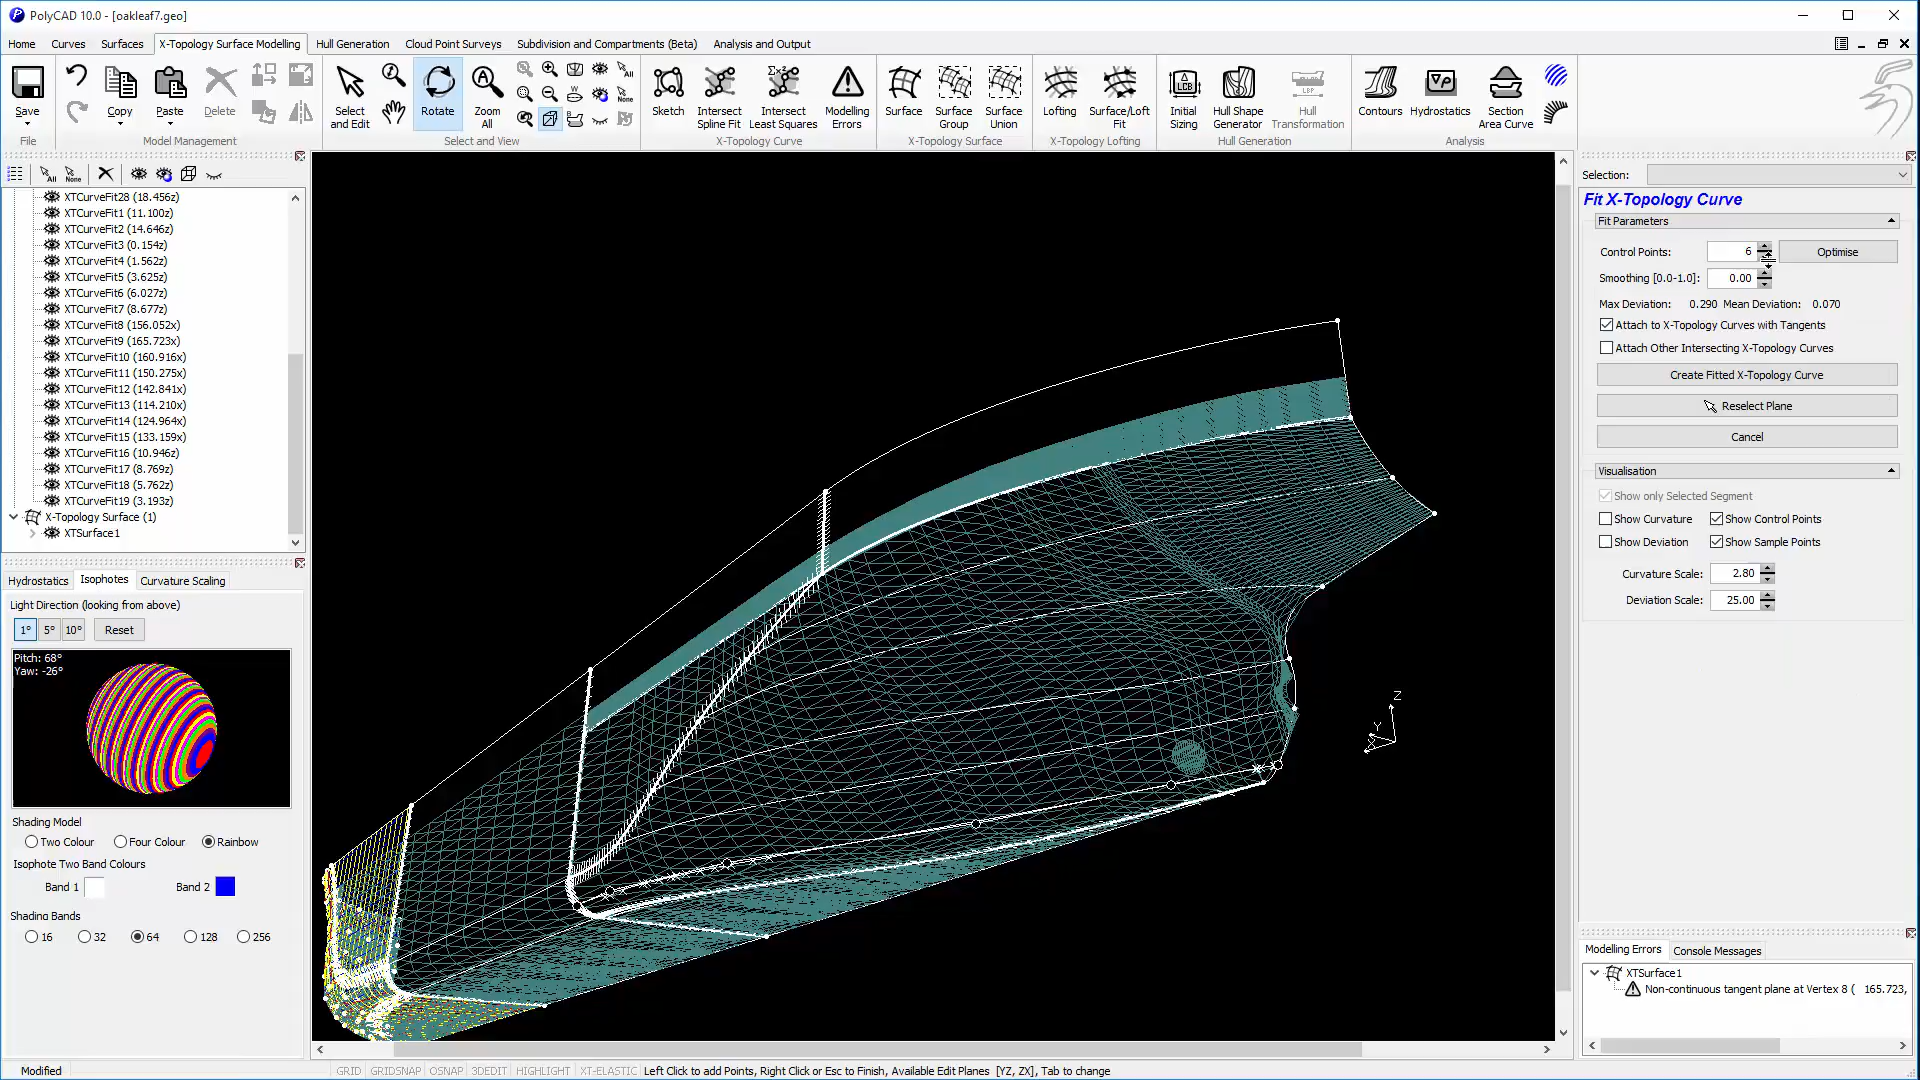 PolyCAD 10.0 - [oakleaf7.geo]
Home Curves Surfaces X-Topology Surface Modelling Hull Generation Cloud Point Surveys Subdivision and Compartments (Beta) Analysis and Output
Save Copy Paste Delete Select and Edit Rotate Zoom All Sketch Intersect Spline Fit Intersect Least Squares Modelling Errors Surface Surface Group Surface Union Lofting Surface/Loft Fit Initial Sizing Hull Shape Generator Hull Transformation Contours Hydrostatics Section Area Curve
File Model Management Select and View X-Topology Curve X-Topology Surface X-Topology Lofting Hull Generation Analysis
XTCurveFit28 (18.456z)
XTCurveFit1 (11.100z)
XTCurveFit2 (14.646z)
XTCurveFit3 (0.154z)
XTCurveFit4 (1.562z)
XTCurveFit5 (3.625z)
XTCurveFit6 (6.027z)
XTCurveFit7 (8.677z)
XTCurveFit8 (156.052x)
XTCurveFit9 (165.723x)
XTCurveFit10 (160.916x)
XTCurveFit11 (150.275x)
XTCurveFit12 (142.841x)
XTCurveFit13 (114.210x)
XTCurveFit14 (124.964x)
XTCurveFit15 (133.159x)
XTCurveFit16 (10.946z)
XTCurveFit17 (8.769z)
XTCurveFit18 (5.762z)
XTCurveFit19 (3.193z)
X-Topology Surface (1)
XTSurface1
Hydrostatics Isophotes Curvature Scaling
Light Direction (looking from above)
1° 5° 10° Reset
Pitch: 68°
Yaw: -26°
Shading Model
Two Colour Four Colour Rainbow
Isophote Two Band Colours
Band 1 Band 2
Shading Bands
16 32 64 128 256
Z
Y
X
Selection:
Fit X-Topology Curve
Fit Parameters
Control Points: 6 Optimise
Smoothing [0.0-1.0]: 0.00
Max Deviation: 0.290 Mean Deviation: 0.070
Attach to X-Topology Curves with Tangents
Attach Other Intersecting X-Topology Curves
Create Fitted X-Topology Curve
Reselect Plane
Cancel
Visualisation
Show only Selected Segment
Show Curvature Show Control Points
Show Deviation Show Sample Points
Curvature Scale: 2.80
Deviation Scale: 25.00
Modelling Errors Console Messages
XTSurface1
Non-continuous tangent plane at Vertex 8 ( 165.723,
Modified GRID GRIDSNAP OSNAP 3DEDIT HIGHLIGHT XT-ELASTIC Left Click to add Points, Right Click or Esc to Finish, Available Edit Planes [YZ, ZX], Tab to change